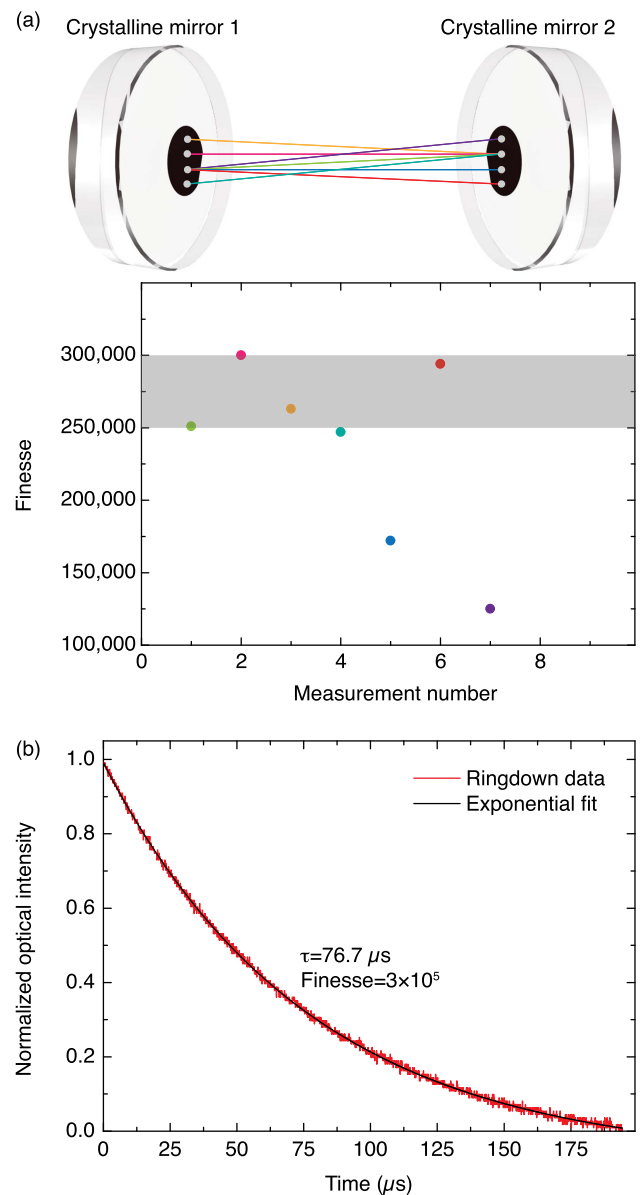 (a)
Crystalline mirror 1
Crystalline mirror 2
300,000
250,000
200,000
150,000
100,000
Finesse
0 2 4 6 8
Measurement number
(b)
1.0
0.8
0.6
0.4
0.2
0.0
Normalized optical intensity
Ringdown data
Exponential fit
τ=76.7 µs
Finesse=3×10⁵
0 25 50 75 100 125 150 175
Time (µs)